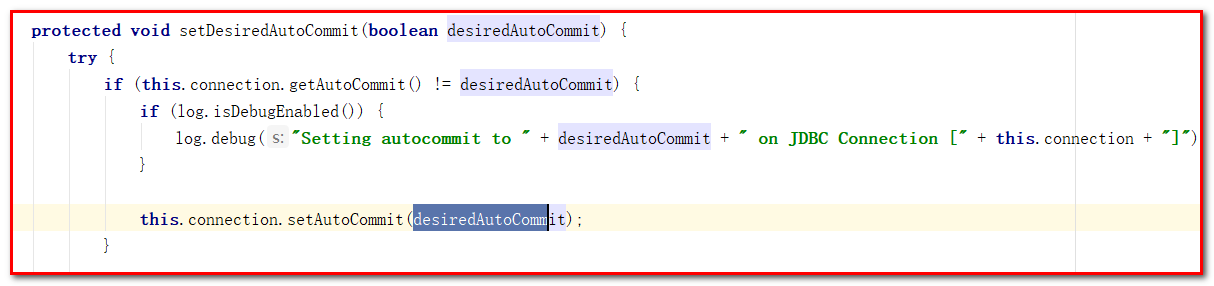 protected void setDesiredAutoCommit(boolean desiredAutoCommit) {
try {
if (this.connection.getAutoCommit() != desiredAutoCommit) {
if (log.isDebugEnabled()) {
log.debug( s: "Setting autocommit to " + desiredAutoCommit + " on JDBC Connection [" + this.connection + "]")
}
this.connection.setAutoCommit(desiredAutoCommit);
}